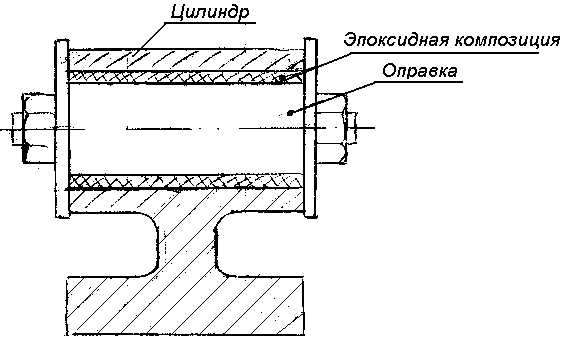 Цилиндр
Эпоксидная композиция
Оправка